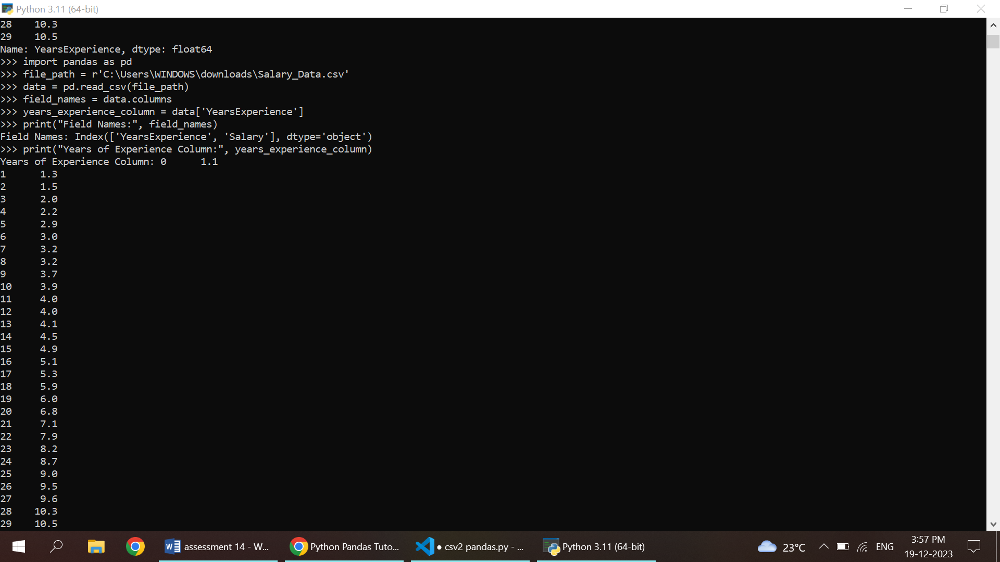 Python 3.11 (64-bit)
28    10.3
29    10.5
Name: YearsExperience, dtype: float64
>>> import pandas as pd
>>> file_path = r'C:\Users\WINDOWS\downloads\Salary_Data.csv'
>>> data = pd.read_csv(file_path)
>>> field_names = data.columns
>>> years_experience_column = data['YearsExperience']
>>> print("Field Names:", field_names)
Field Names: Index(['YearsExperience', 'Salary'], dtype='object')
>>> print("Years of Experience Column:", years_experience_column)
Years of Experience Column: 0      1.1
1      1.3
2      1.5
3      2.0
4      2.2
5      2.9
6      3.0
7      3.2
8      3.2
9      3.7
10     3.9
11     4.0
12     4.0
13     4.1
14     4.5
15     4.9
16     5.1
17     5.3
18     5.9
19     6.0
20     6.8
21     7.1
22     7.9
23     8.2
24     8.7
25     9.0
26     9.5
27     9.6
28    10.3
29    10.5
assessment 14 - W... Python Pandas Tuto... ● csv2 pandas.py - ... Python 3.11 (64-bit) 23°C ENG 3:57 PM
19-12-2023